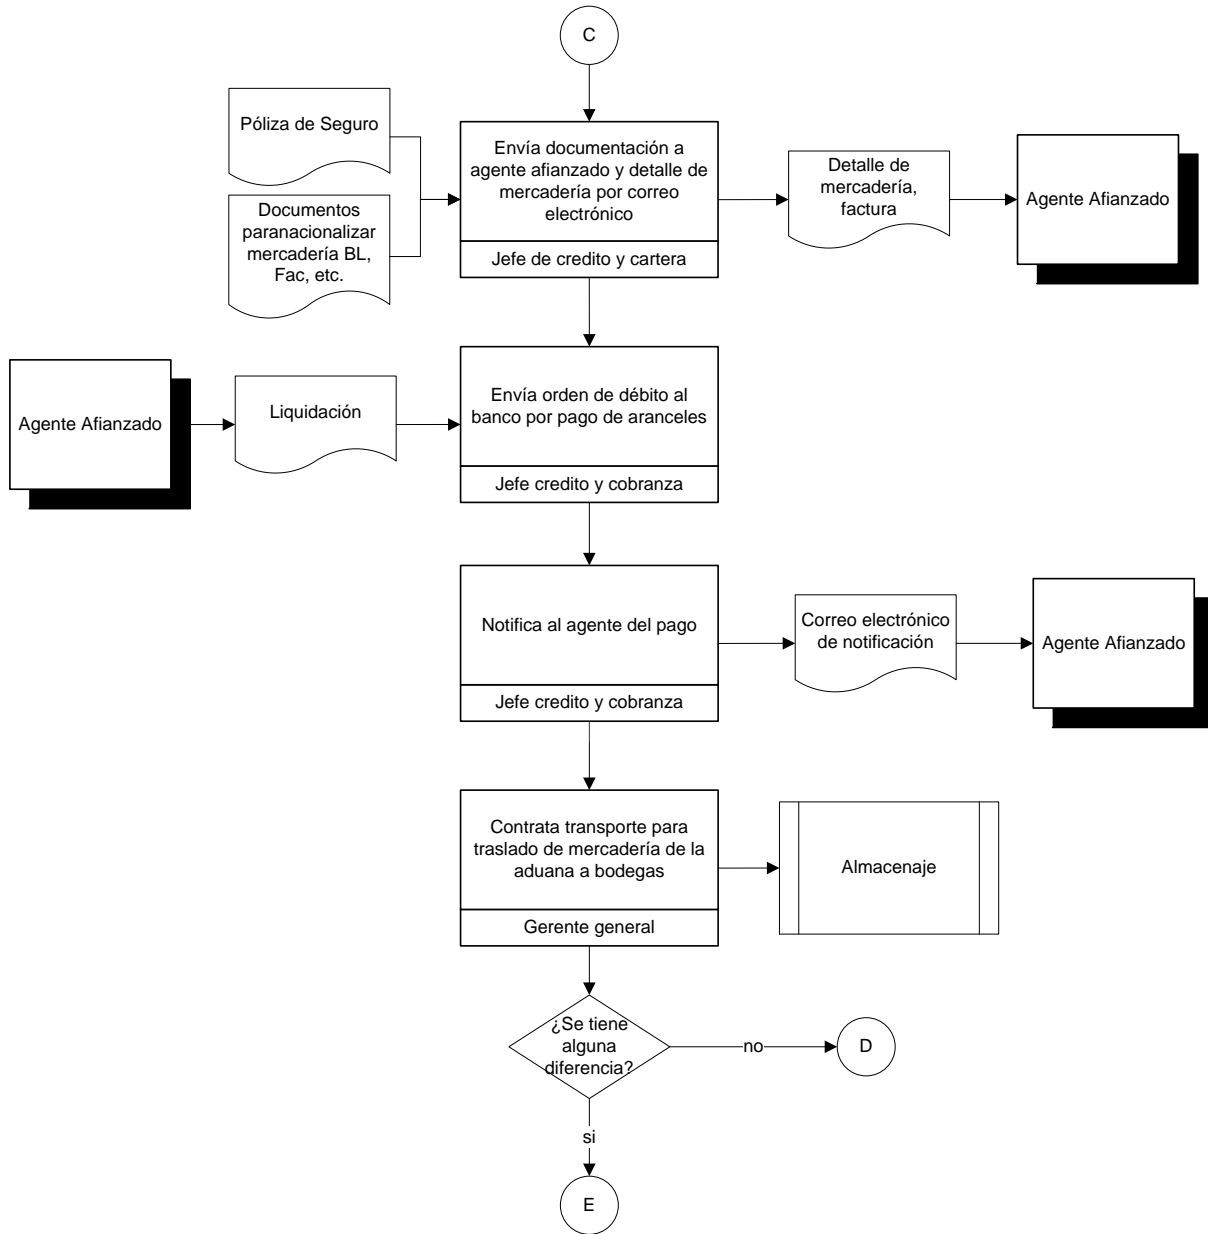 C
Póliza de Seguro
Documentos
paranacionalizar
mercadería BL,
Fac, etc.
Envía documentación a
agente afianzado y detalle de
mercadería por correo
electrónico
Jefe de credito y cartera
Detalle de
mercadería,
factura
Agente Afianzado
Agente Afianzado
Liquidación
Envía orden de débito al
banco por pago de aranceles
Jefe credito y cobranza
Notifica al agente del pago
Jefe credito y cobranza
Correo electrónico
de notificación
Agente Afianzado
Contrata transporte para
traslado de mercadería de la
aduana a bodegas
Gerente general
Almacenaje
¿Se tiene
alguna
diferencia?
no
D
si
E